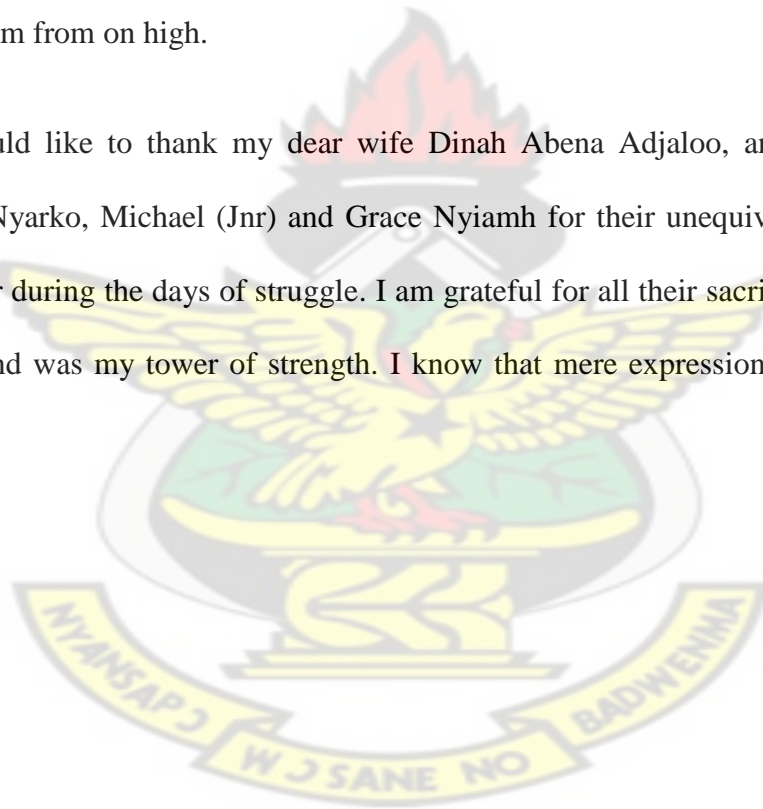 m from on high.
uld like to thank my dear wife Dinah Abena Adjaloo, an
Nyarko, Michael (Jnr) and Grace Nyiamh for their unequiv
r during the days of struggle. I am grateful for all their sacri
nd was my tower of strength. I know that mere expression
NYANSAPƆ
WƆSANE NO
BADWENMA